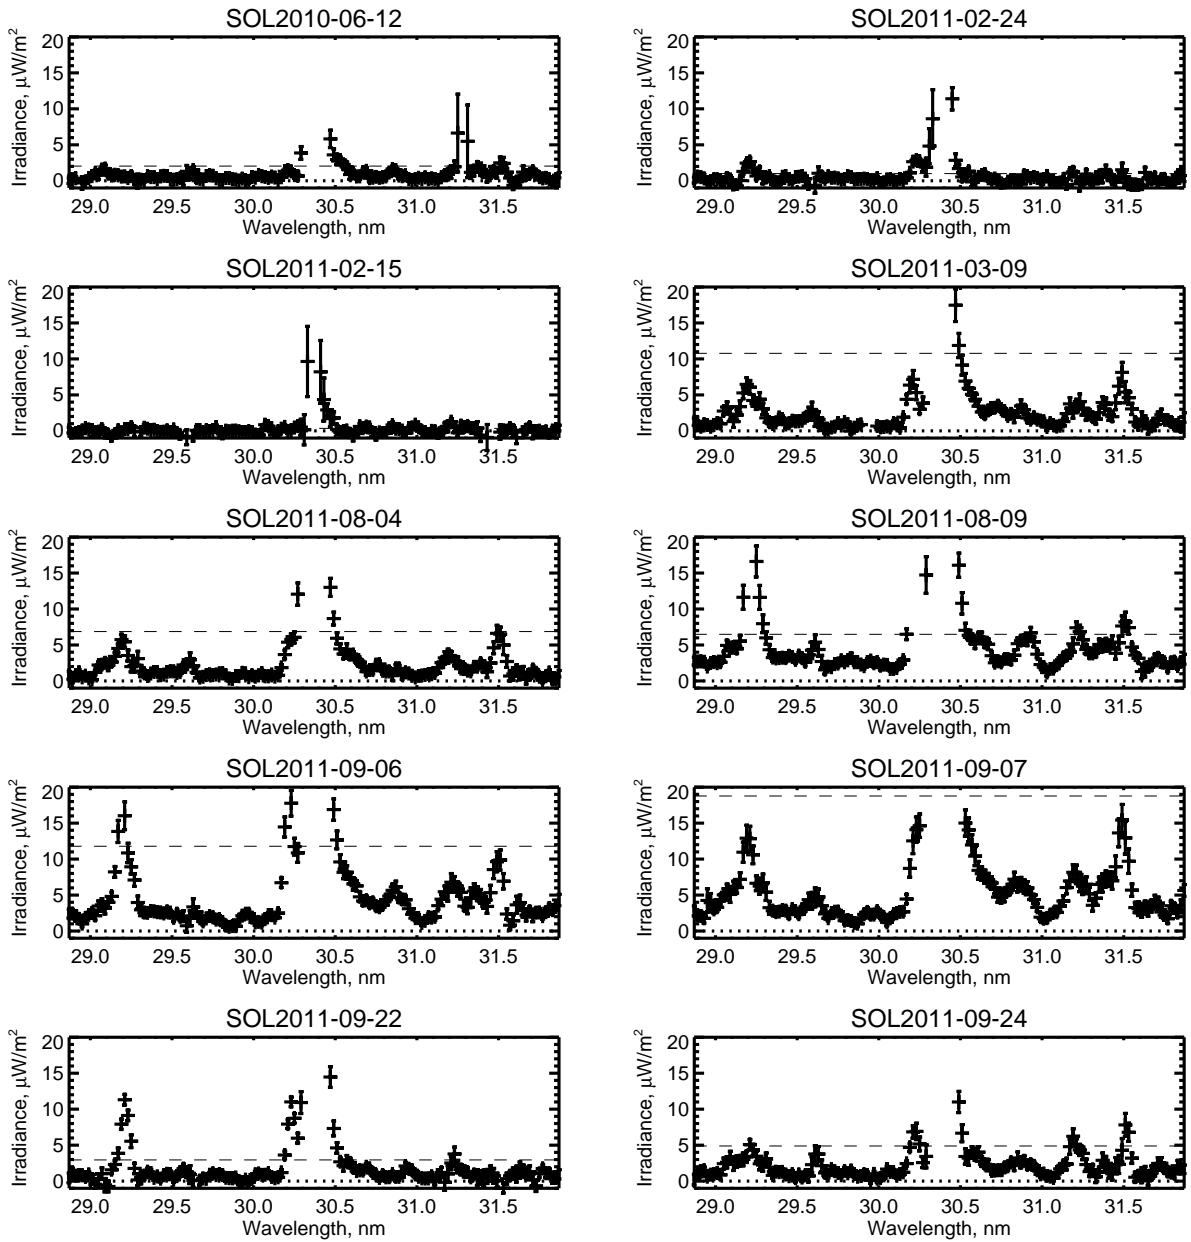 SOL2010-06-12
20
15
10
5
0
Irradiance, μW/m²
29.0 29.5 30.0 30.5 31.0 31.5
Wavelength, nm
SOL2011-02-24
20
15
10
5
0
Irradiance, μW/m²
29.0 29.5 30.0 30.5 31.0 31.5
Wavelength, nm
SOL2011-02-15
20
15
10
5
0
Irradiance, μW/m²
29.0 29.5 30.0 30.5 31.0 31.5
Wavelength, nm
SOL2011-03-09
20
15
10
5
0
Irradiance, μW/m²
29.0 29.5 30.0 30.5 31.0 31.5
Wavelength, nm
SOL2011-08-04
20
15
10
5
0
Irradiance, μW/m²
29.0 29.5 30.0 30.5 31.0 31.5
Wavelength, nm
SOL2011-08-09
20
15
10
5
0
Irradiance, μW/m²
29.0 29.5 30.0 30.5 31.0 31.5
Wavelength, nm
SOL2011-09-06
20
15
10
5
0
Irradiance, μW/m²
29.0 29.5 30.0 30.5 31.0 31.5
Wavelength, nm
SOL2011-09-07
20
15
10
5
0
Irradiance, μW/m²
29.0 29.5 30.0 30.5 31.0 31.5
Wavelength, nm
SOL2011-09-22
20
15
10
5
0
Irradiance, μW/m²
29.0 29.5 30.0 30.5 31.0 31.5
Wavelength, nm
SOL2011-09-24
20
15
10
5
0
Irradiance, μW/m²
29.0 29.5 30.0 30.5 31.0 31.5
Wavelength, nm